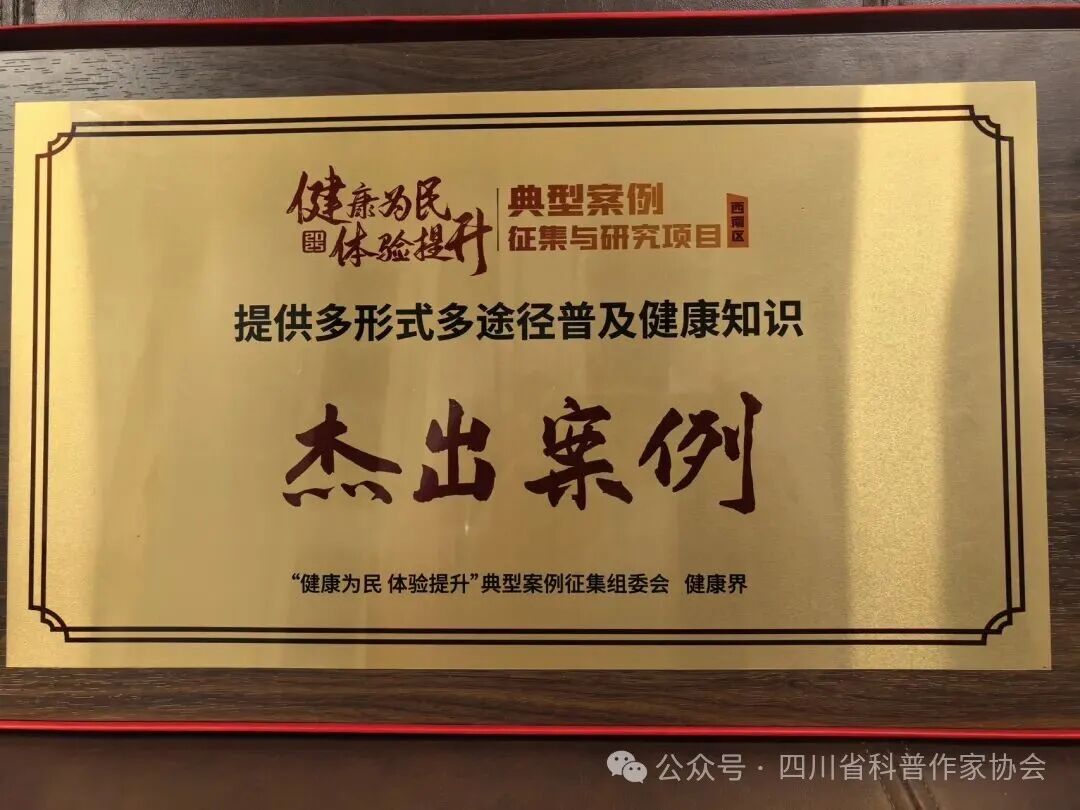 健康为民
体验提升
典型案例
征集与研究项目
西南区
提供多形式多途径普及健康知识
杰出案例
“健康为民 体验提升”典型案例征集组委会 健康界
公众号·四川省科普作家协会